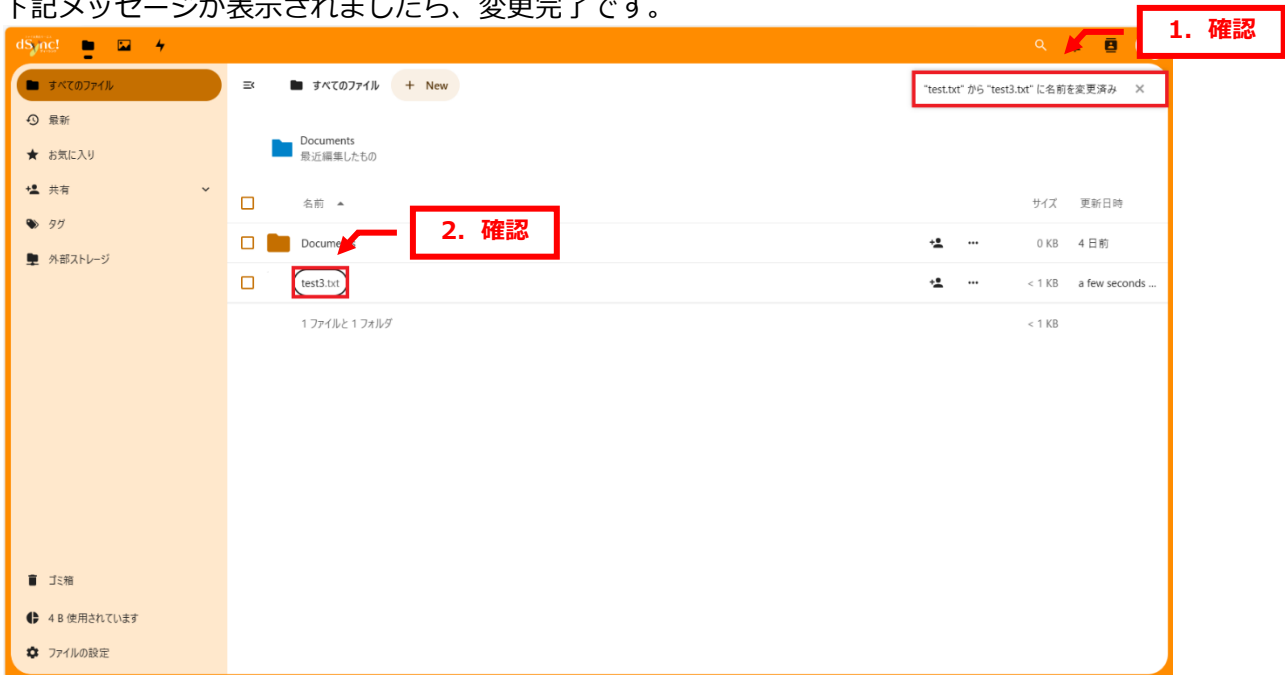 下記メッセージが表示されましたら、変更完了です。
1. 確認
dSync!
すべてのファイル
最新
お気に入り
共有
タグ
外部ストレージ
すべてのファイル
+ New
"test.txt" から "test3.txt" に名前を変更済み ×
Documents
最近編集したもの
名前
サイズ 更新日時
2. 確認
0 KB 4 日前
test3.txt < 1 KB a few seconds ...
1 ファイルと 1 フォルダ < 1 KB
ゴミ箱
4 B 使用されています
ファイルの設定